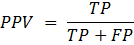 PPV = TP / (TP + FP)